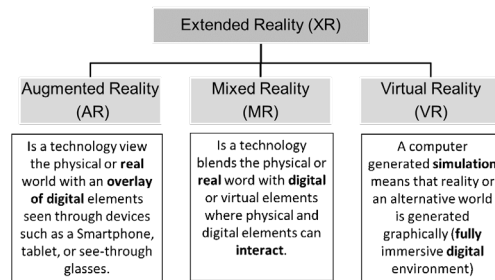 Extended Reality (XR)
Augmented Reality
(AR)
Is a technology view
the physical or real
world with an overlay
of digital elements
seen through devices
such as a Smartphone,
tablet, or see-through
glasses.
Mixed Reality
(MR)
Is a technology
blends the physical or
real word with digital
or virtual elements
where physical and
digital elements can
interact.
Virtual Reality
(VR)
A computer
generated simulation
means that reality or
an alternative world
is generated
graphically (fully
immersive digital
environment)